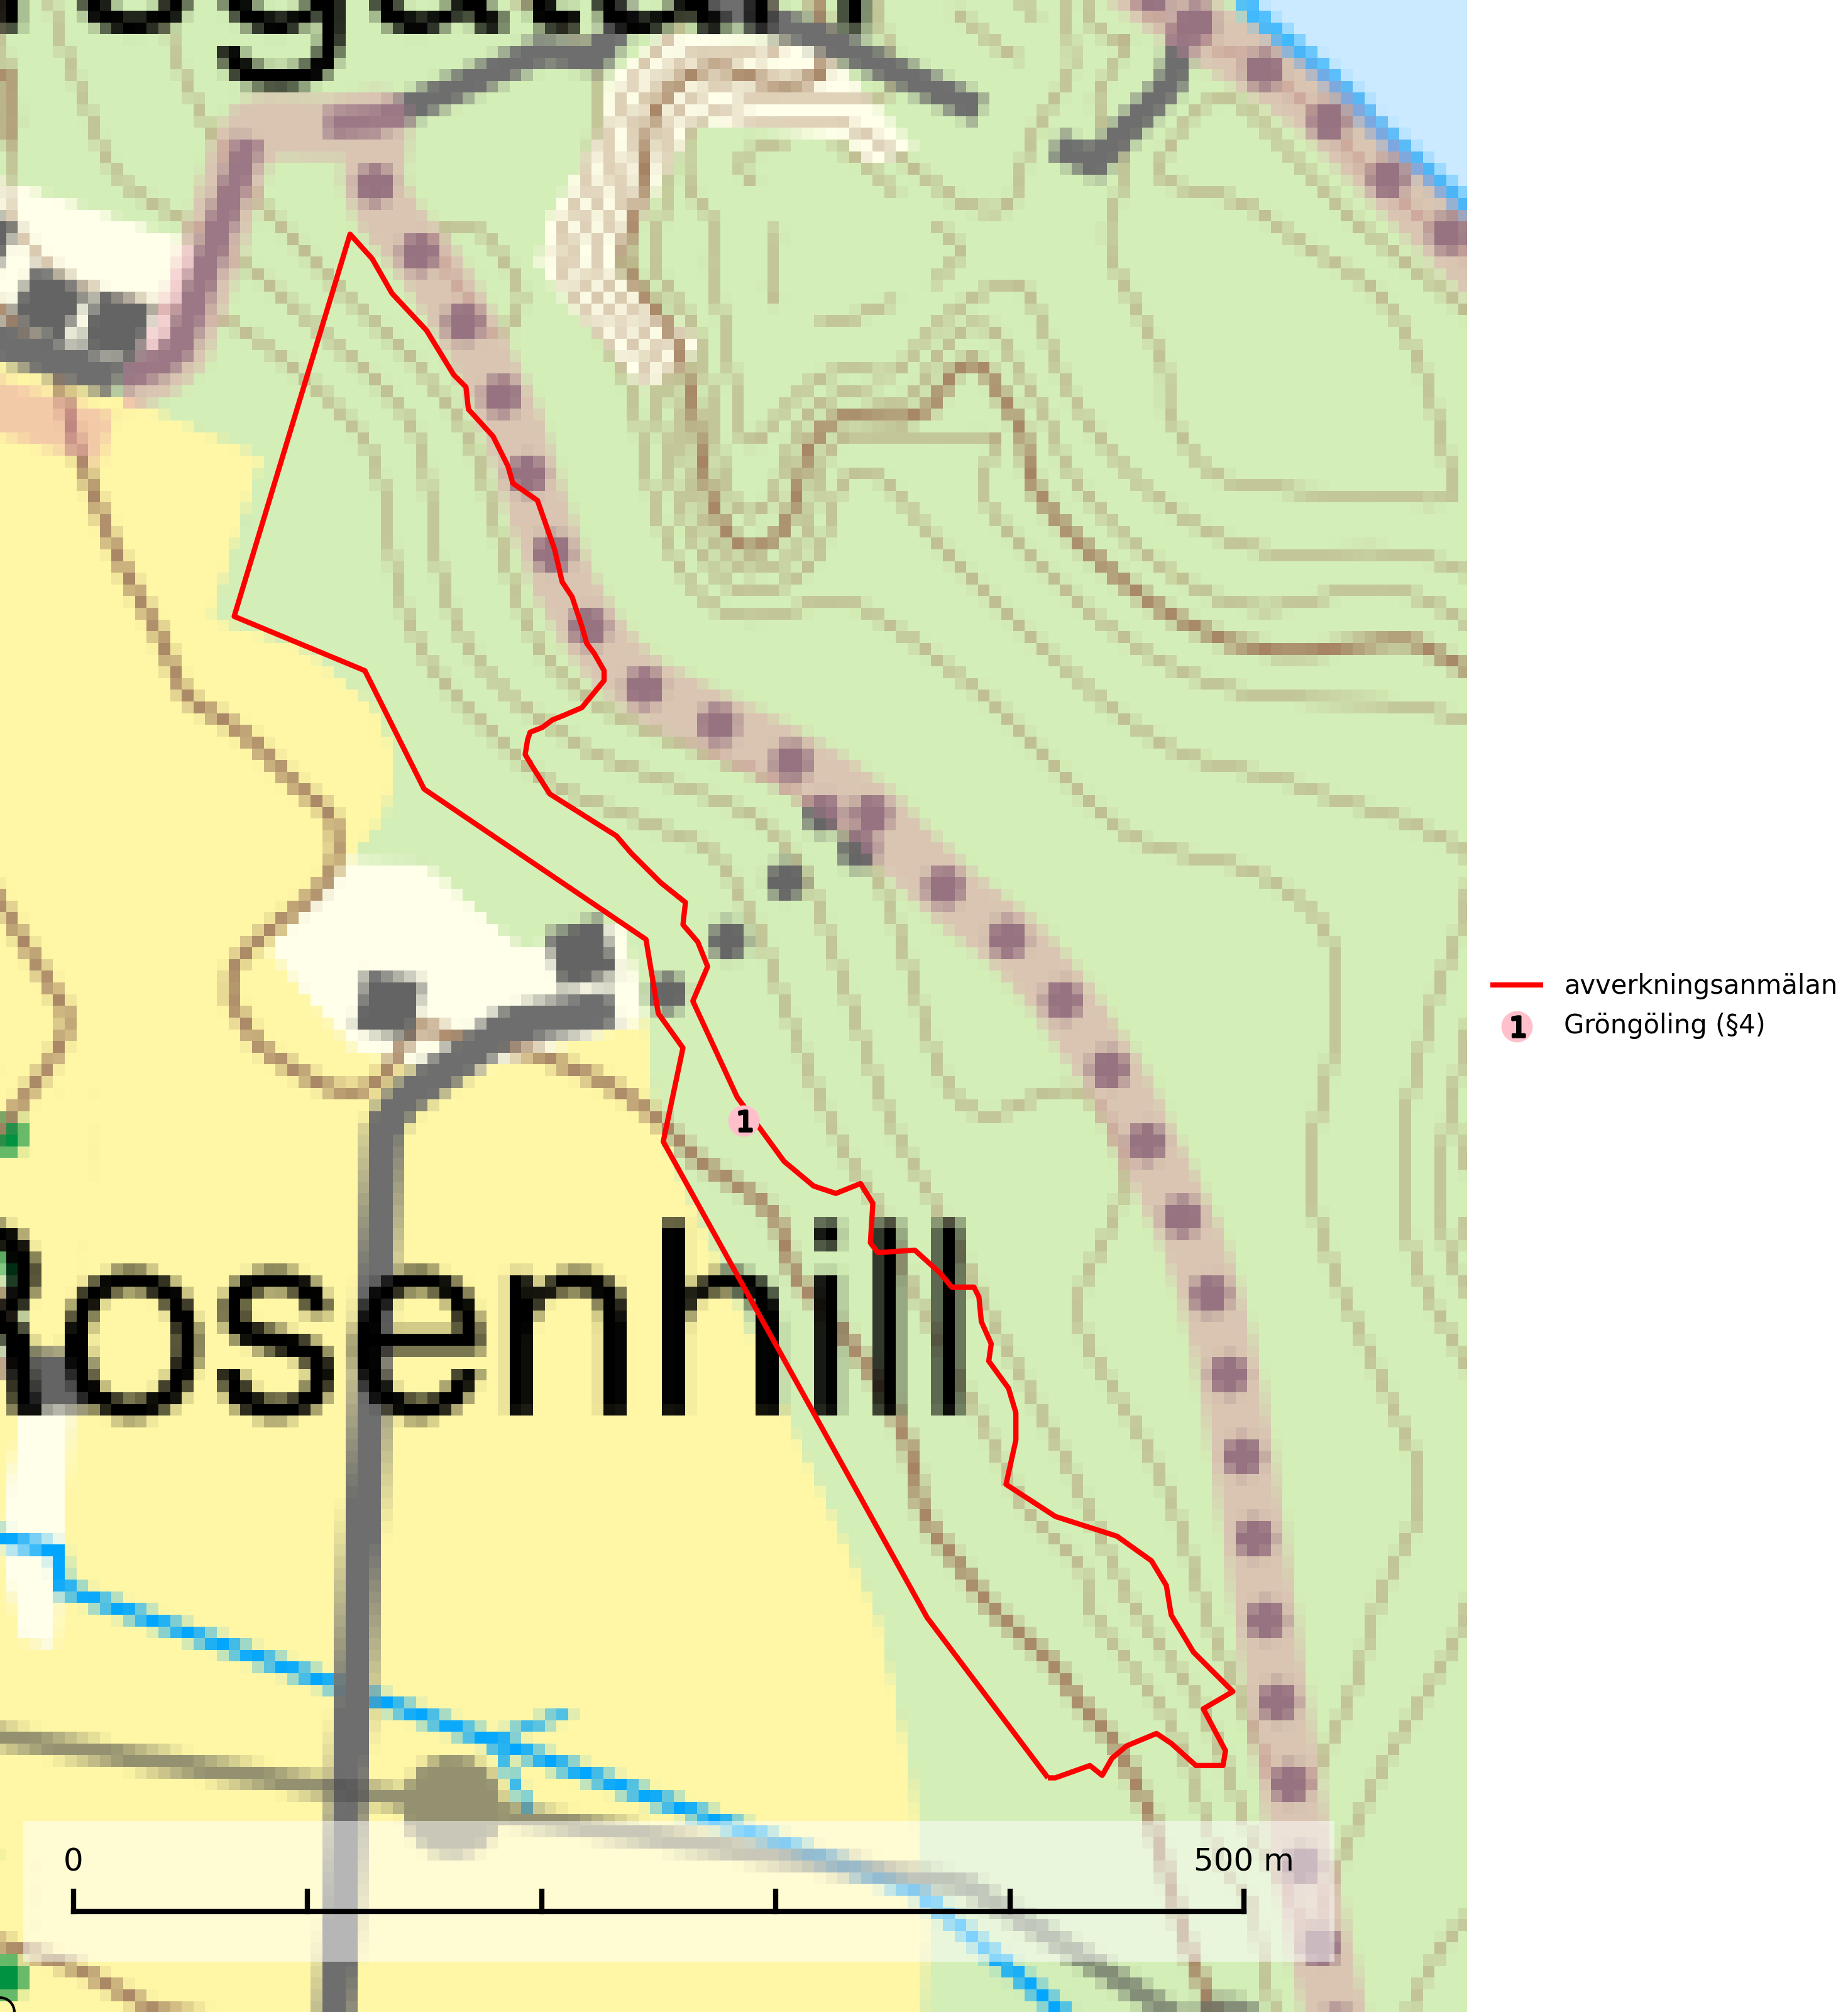 avverkningsanmälan
1 Gröngöling (§4)
1
Rosenhill
0 500 m